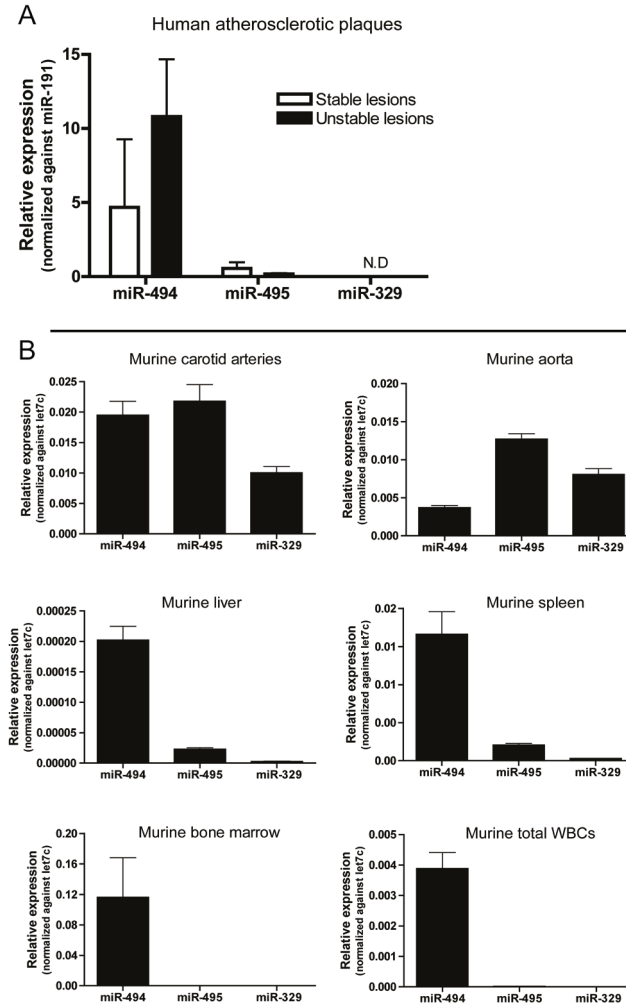 A
Human atherosclerotic plaques
Relative expression
(normalized against miR-191)
15
10
5
0
Stable lesions
Unstable lesions
N.D
miR-494 miR-495 miR-329
B
Murine carotid arteries
Relative expression
(normalized against let7c)
0.025
0.020
0.015
0.010
0.005
0.000
miR-494 miR-495 miR-329
Murine aorta
Relative expression
(normalized against let7c)
0.020
0.015
0.010
0.005
0.000
miR-494 miR-495 miR-329
Murine liver
Relative expression
(normalized against let7c)
0.00025
0.00020
0.00015
0.00010
0.00005
0.00000
miR-494 miR-495 miR-329
Murine spleen
Relative expression
(normalized against let7c)
0.02
0.01
0.01
0.00
0.00
miR-494 miR-495 miR-329
Murine bone marrow
Relative expression
(normalized against let7c)
0.20
0.16
0.12
0.08
0.04
0.00
miR-494 miR-495 miR-329
Murine total WBCs
Relative expression
(normalized against let7c)
0.005
0.004
0.003
0.002
0.001
0.000
miR-494 miR-495 miR-329